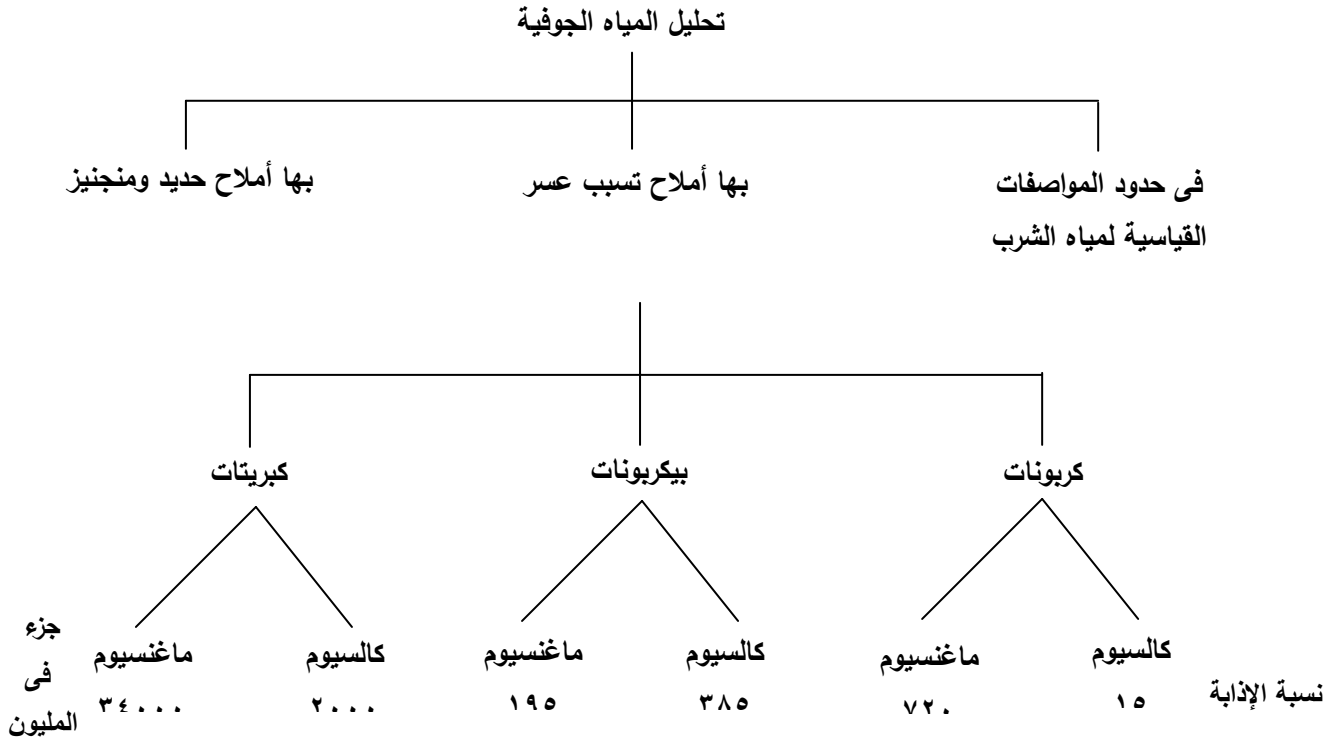 تحليل المياه الجوفية
فى حدود المواصفات
القياسية لمياه الشرب
بها أملاح تسبب عسر
بها أملاح حديد ومنجنيز
كربونات
بيكربونات
كبريتات
نسبة الإذابة
كالسيوم
١٥
ماغنسيوم
٧٢٠
كالسيوم
٣٨٥
ماغنسيوم
١٩٥
كالسيوم
٢٠٠٠
ماغنسيوم
٣٤٠٠٠
جزء
فى
المليون